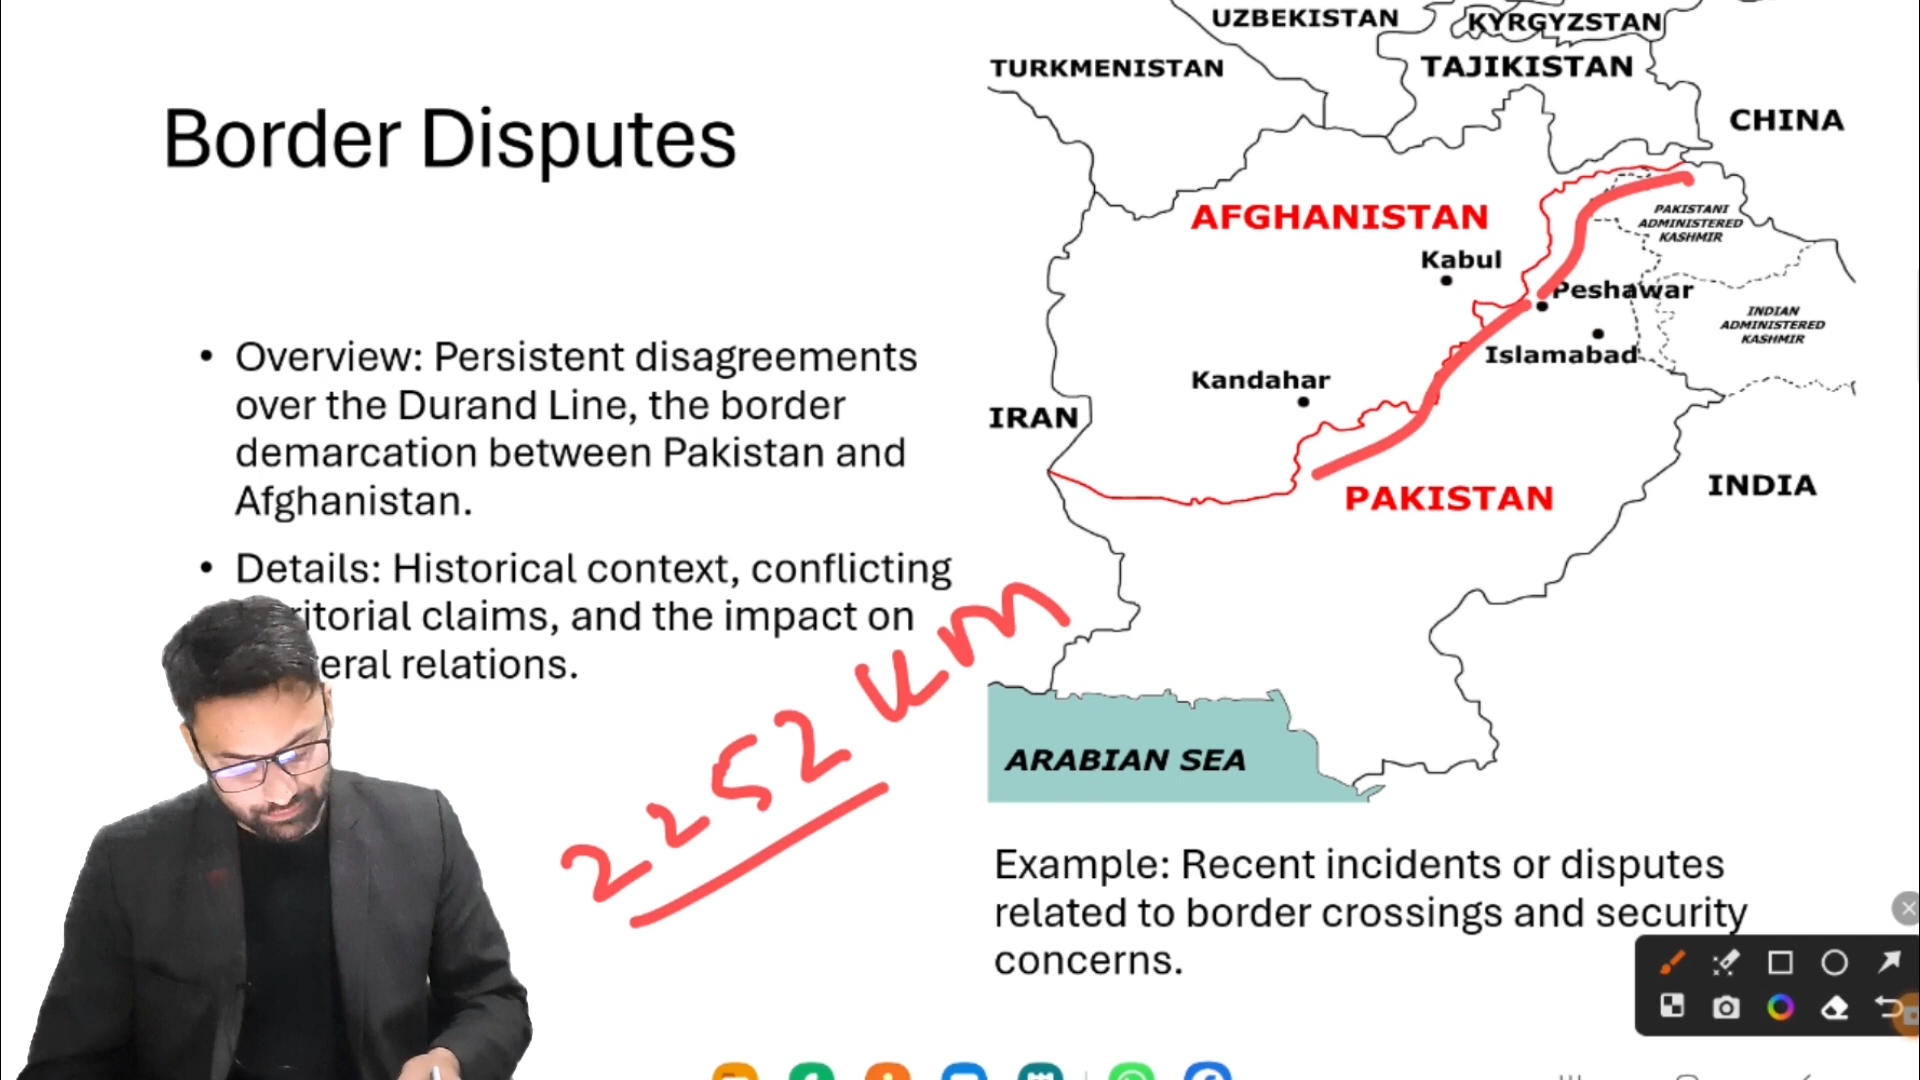 Border Disputes
• Overview: Persistent disagreements
over the Durand Line, the border
demarcation between Pakistan and
Afghanistan.
• Details: Historical context, conflicting
claims, and the impact on
relations.
2252 km
UZBEKISTAN
KYRGYZSTAN
TURKMENISTAN
TAJIKISTAN
CHINA
AFGHANISTAN
PAKISTANI
ADMINISTERED
KASHMIR
Kabul
Peshawar
INDIAN
ADMINISTERED
KASHMIR
Islamabad
Kandahar
IRAN
PAKISTAN
INDIA
ARABIAN SEA
Example: Recent incidents or disputes
related to border crossings and security
concerns.